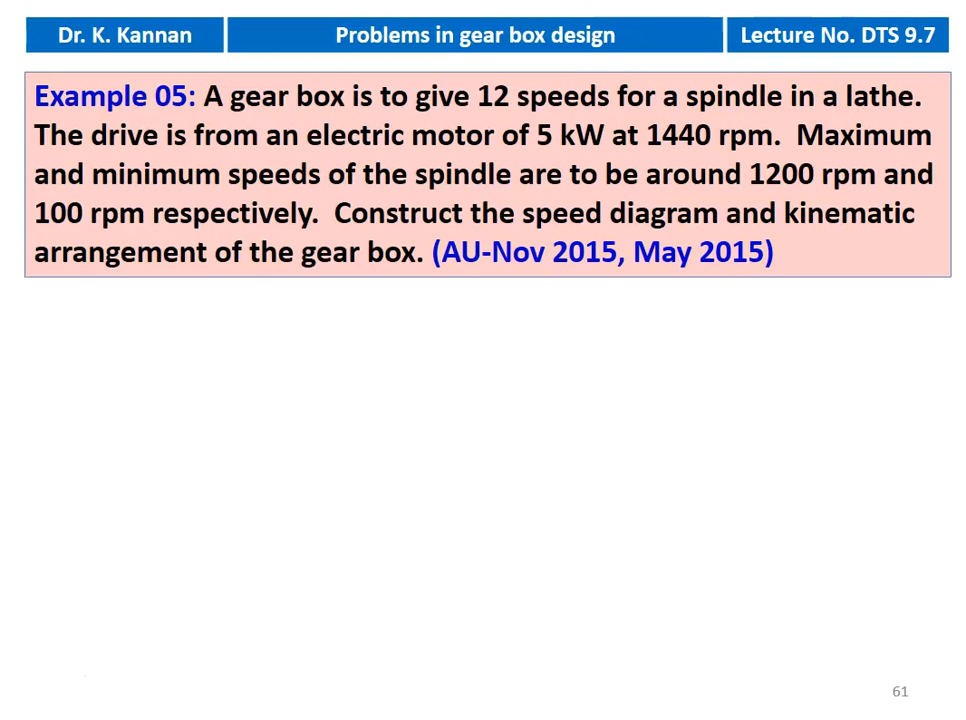 Dr. K. Kannan
Problems in gear box design
Lecture No. DTS 9.7
Example 05: A gear box is to give 12 speeds for a spindle in a lathe.
The drive is from an electric motor of 5 kW at 1440 rpm. Maximum
and minimum speeds of the spindle are to be around 1200 rpm and
100 rpm respectively. Construct the speed diagram and kinematic
arrangement of the gear box. (AU-Nov 2015, May 2015)
61